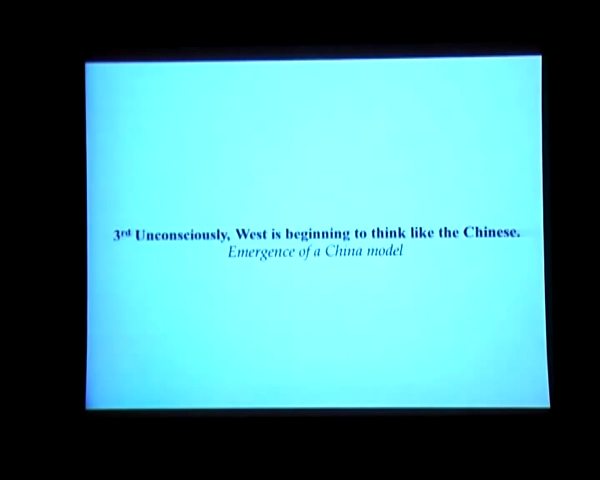 3rd Unconsciously, West is beginning to think like the Chinese.
Emergence of a China model